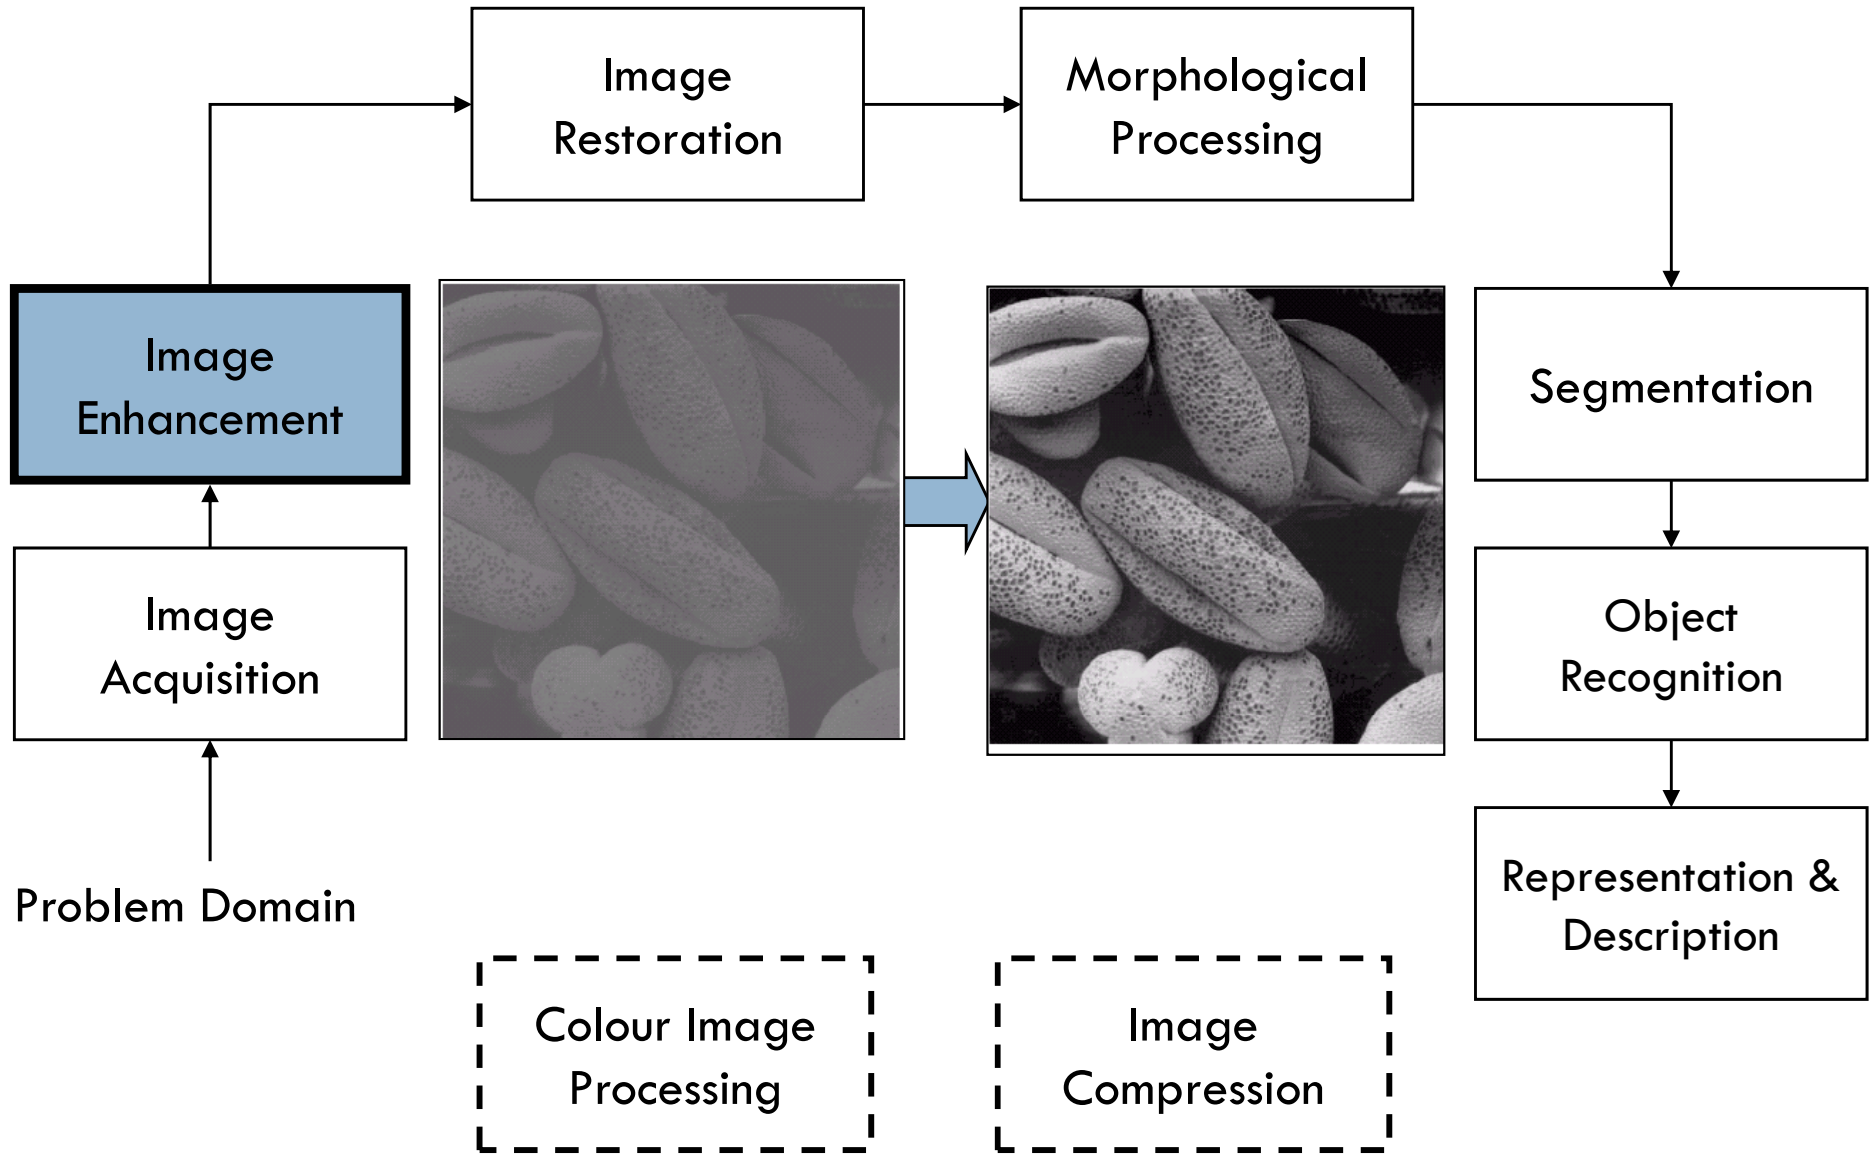 Image
Restoration
Morphological
Processing
Image
Enhancement
Segmentation
Image
Acquisition
Object
Recognition
Problem Domain
Representation &
Description
Colour Image
Processing
Image
Compression